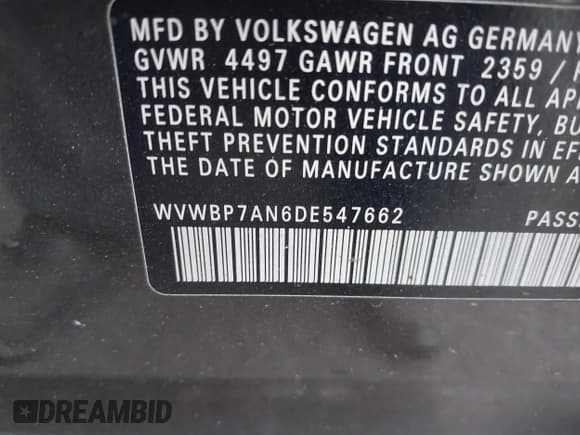 MFD BY VOLKSWAGEN AG GERMANY
GVWR 4497 GAWR FRONT 2359 /
THIS VEHICLE CONFORMS TO ALL
FEDERAL MOTOR VEHICLE SAFETY,
THEFT PREVENTION STANDARDS IN
THE DATE OF MANUFACTURE SHOWN
WVWBP7AN6DE547662
DREAMBID